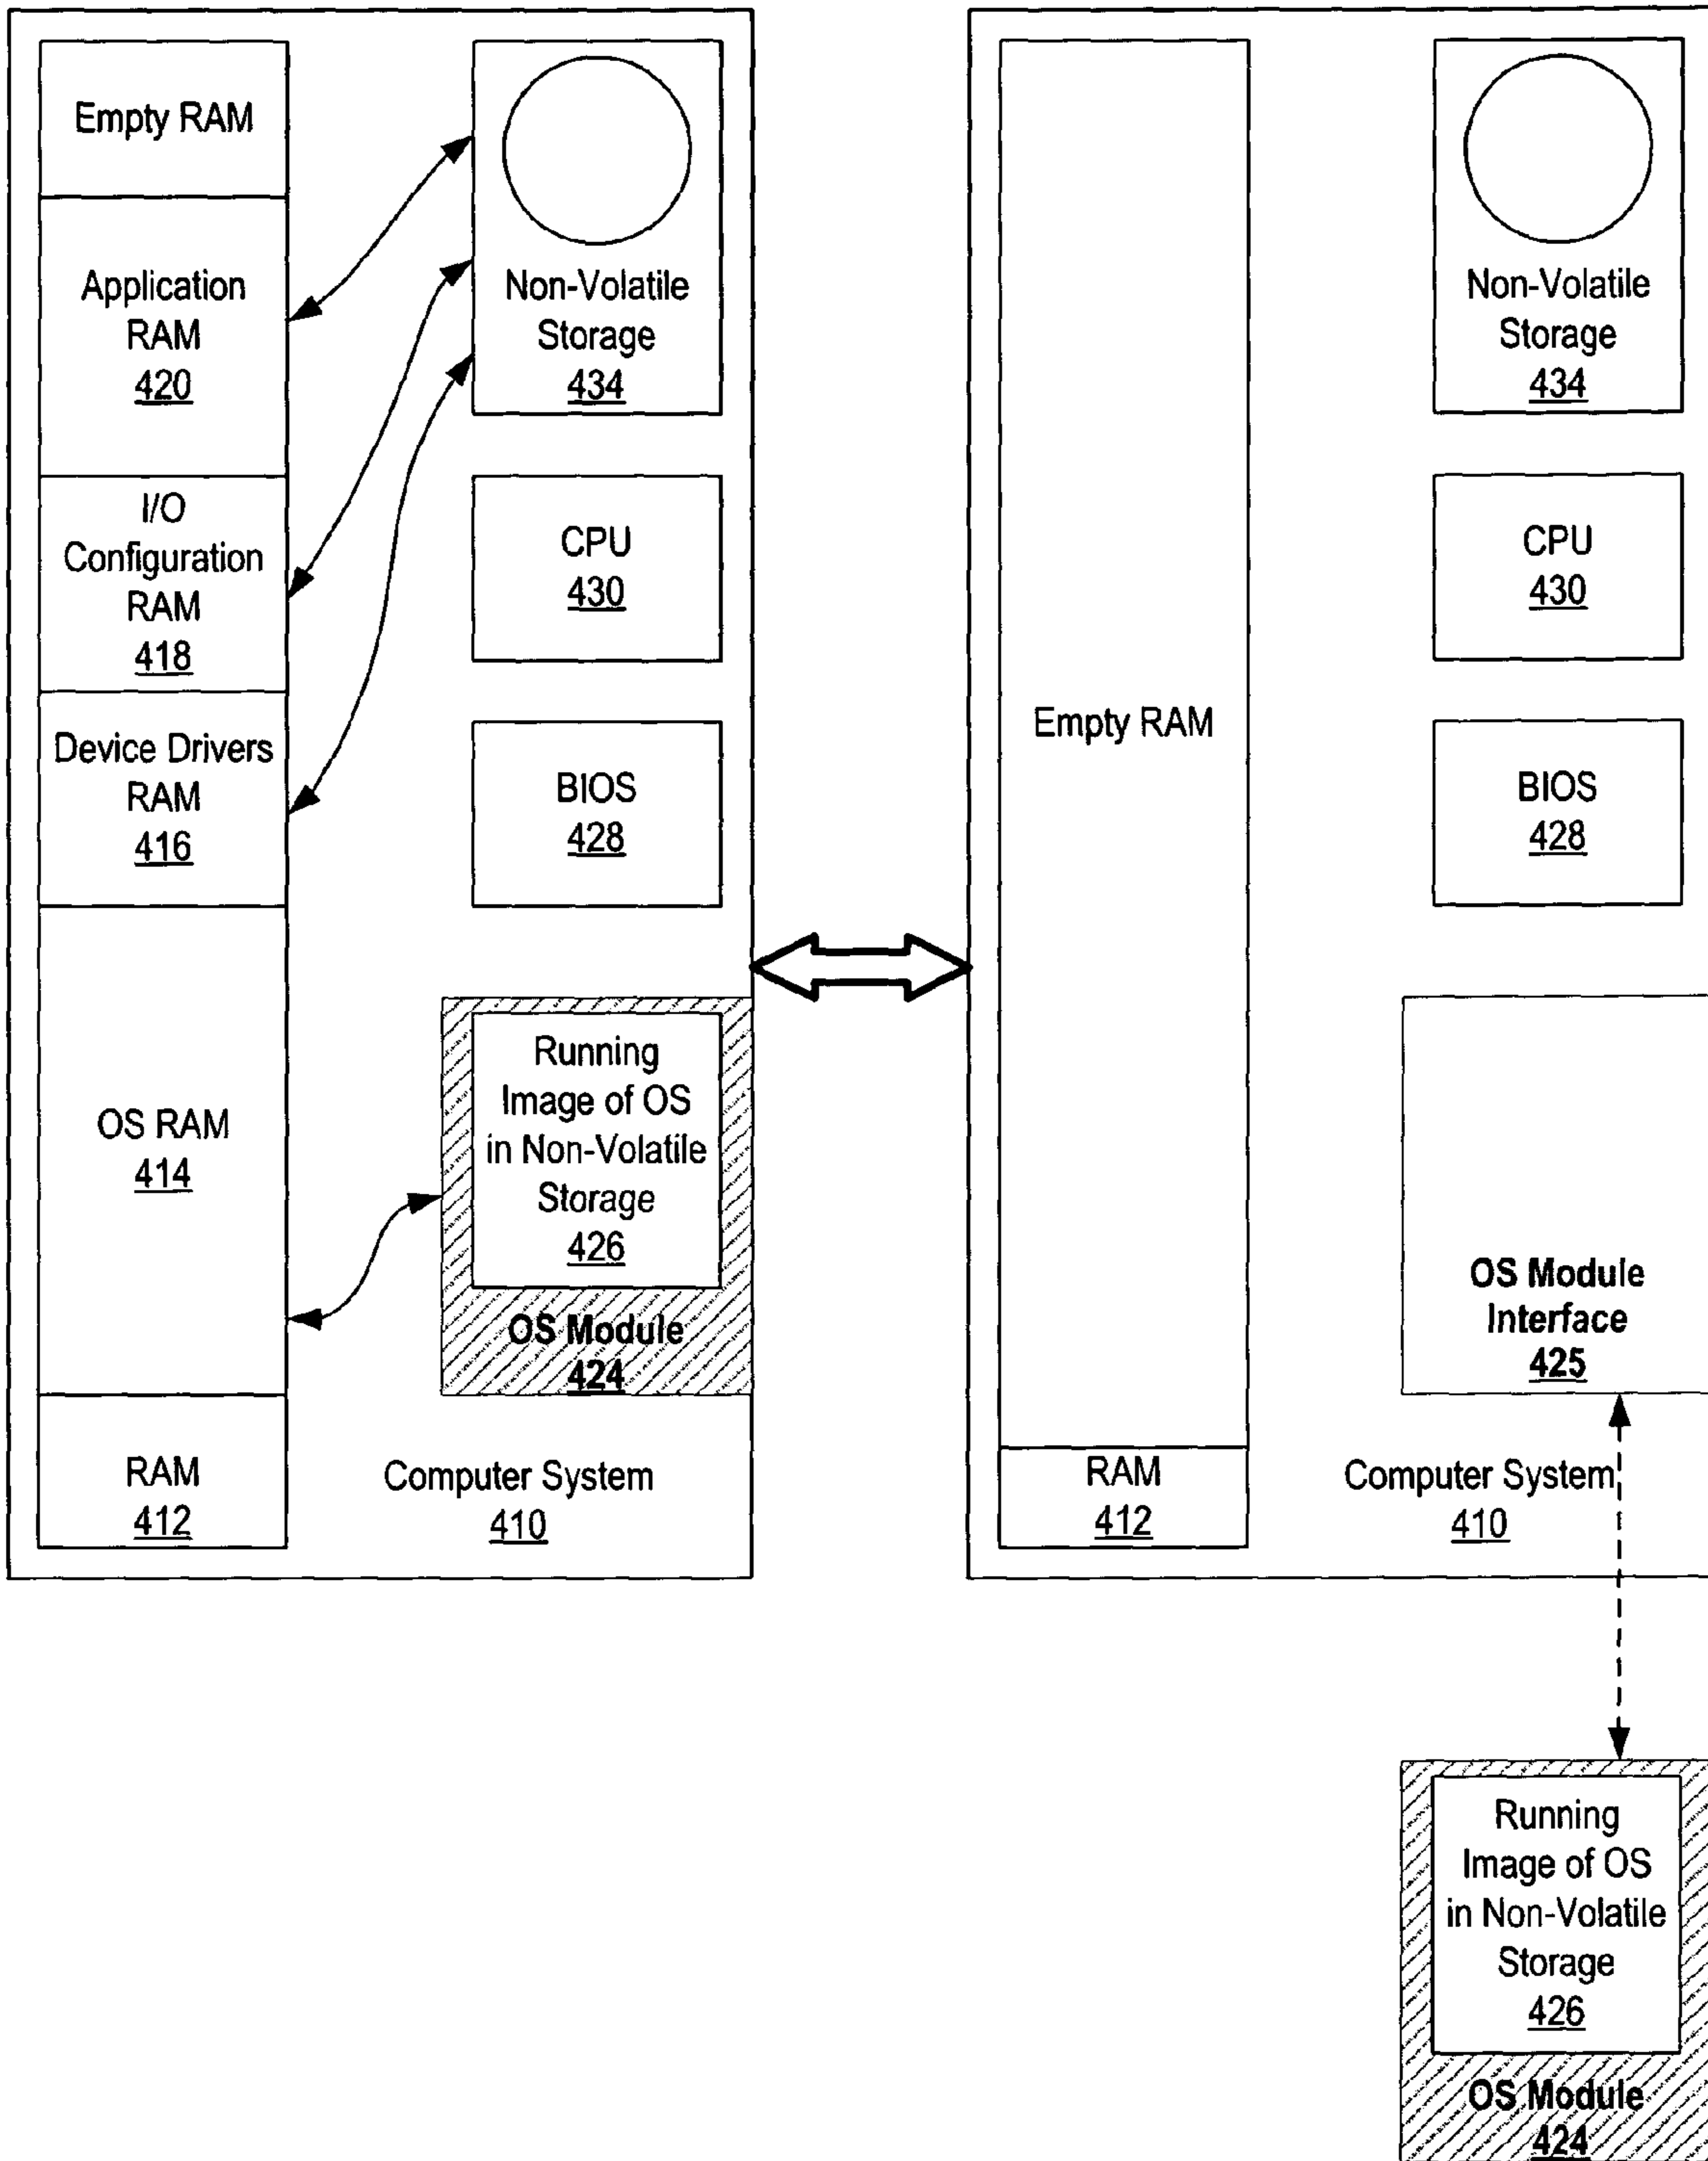 Empty RAM
Application
RAM
420
I/O
Configuration
RAM
418
Device Drivers
RAM
416
OS RAM
414
RAM
412
Non-Volatile
Storage
434
CPU
430
BIOS
428
Running
Image of OS
in Non-Volatile
Storage
426
OS Module
424
Computer System
410
Empty RAM
RAM
412
Non-Volatile
Storage
434
CPU
430
BIOS
428
OS Module
Interface
425
Computer System
410
Running
Image of OS
in Non-Volatile
Storage
426
OS Module
424